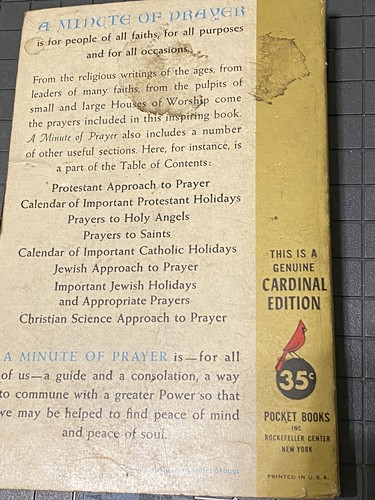 A MINUTE OF PRAYER
is for people of all faiths, for all purposes
and for all occasions.
From the religious writings of the ages, from
leaders of many faiths, from the pulpits of
small and large Houses of Worship come
the prayers included in this inspiring book.
A Minute of Prayer also includes a number
of other useful sections. Here, for instance, is
a part of the Table of Contents:
Protestant Approach to Prayer
Calendar of Important Protestant Holidays
Prayers to Holy Angels
Prayers to Saints
Calendar of Important Catholic Holidays
Jewish Approach to Prayer
Important Jewish Holidays
and Appropriate Prayers
Christian Science Approach to Prayer
A MINUTE OF PRAYER is—for all
of us—a guide and a consolation, a way
to commune with a greater Power so that
we may be helped to find peace of mind
and peace of soul.
THIS IS A
GENUINE
CARDINAL
EDITION
35¢
POCKET BOOKS
INC.
ROCKEFELLER CENTER
NEW YORK
PRINTED IN U.S.A.